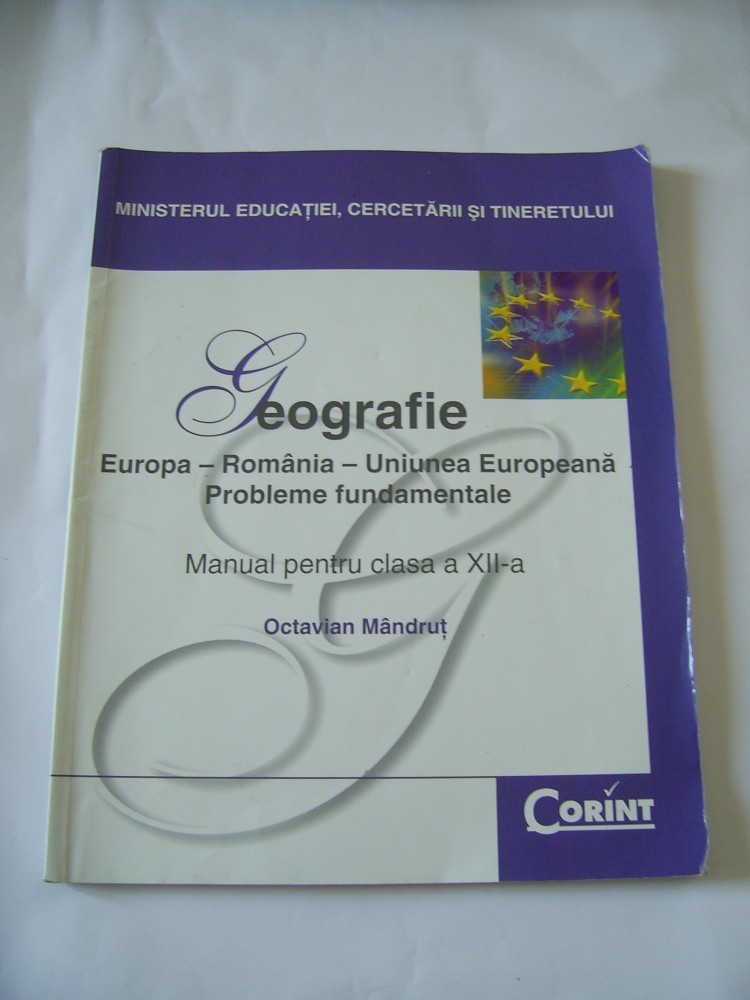 MINISTERUL EDUCAȚIEI, CERCETĂRII ȘI TINERETULUI
Geografie
Europa – România – Uniunea Europeană
Probleme fundamentale
Manual pentru clasa a XII-a
Octavian Mândruț
CORINT